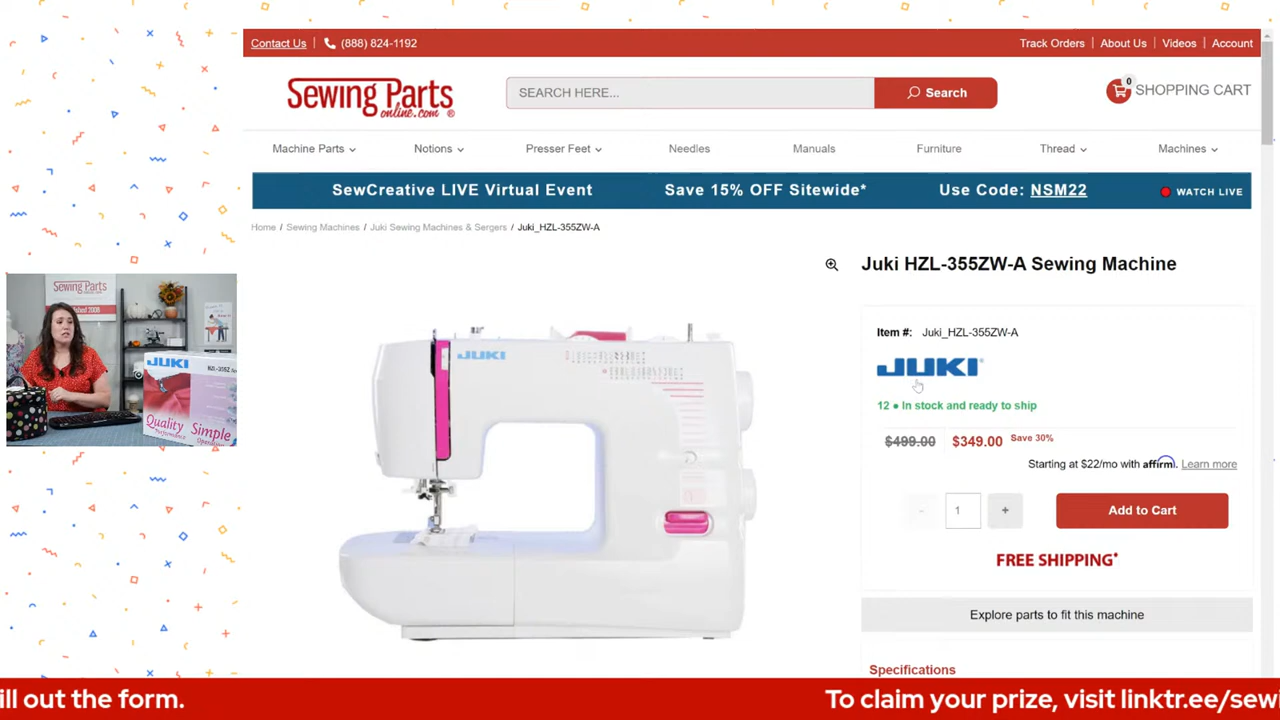 Contact Us (888) 824-1192 Track Orders About Us Videos Account
Sewing Parts
online.com®
SEARCH HERE... Search
0
SHOPPING CART
Machine Parts Notions Presser Feet Needles Manuals Furniture Thread Machines
SewCreative LIVE Virtual Event Save 15% OFF Sitewide* Use Code: NSM22 WATCH LIVE
Home / Sewing Machines / Juki Sewing Machines & Sergers / Juki_HZL-355ZW-A
Juki HZL-355ZW-A Sewing Machine
Item #: Juki_HZL-355ZW-A
JUKI®
12 ● In stock and ready to ship
$499.00 $349.00 Save 30%
Starting at $22/mo with affirm. Learn more
- 1 + Add to Cart
FREE SHIPPING*
Explore parts to fit this machine
Specifications
JUKI
Sewing Parts
JUKI
Quality
Simple
ill out the form. To claim your prize, visit linktr.ee/sewi